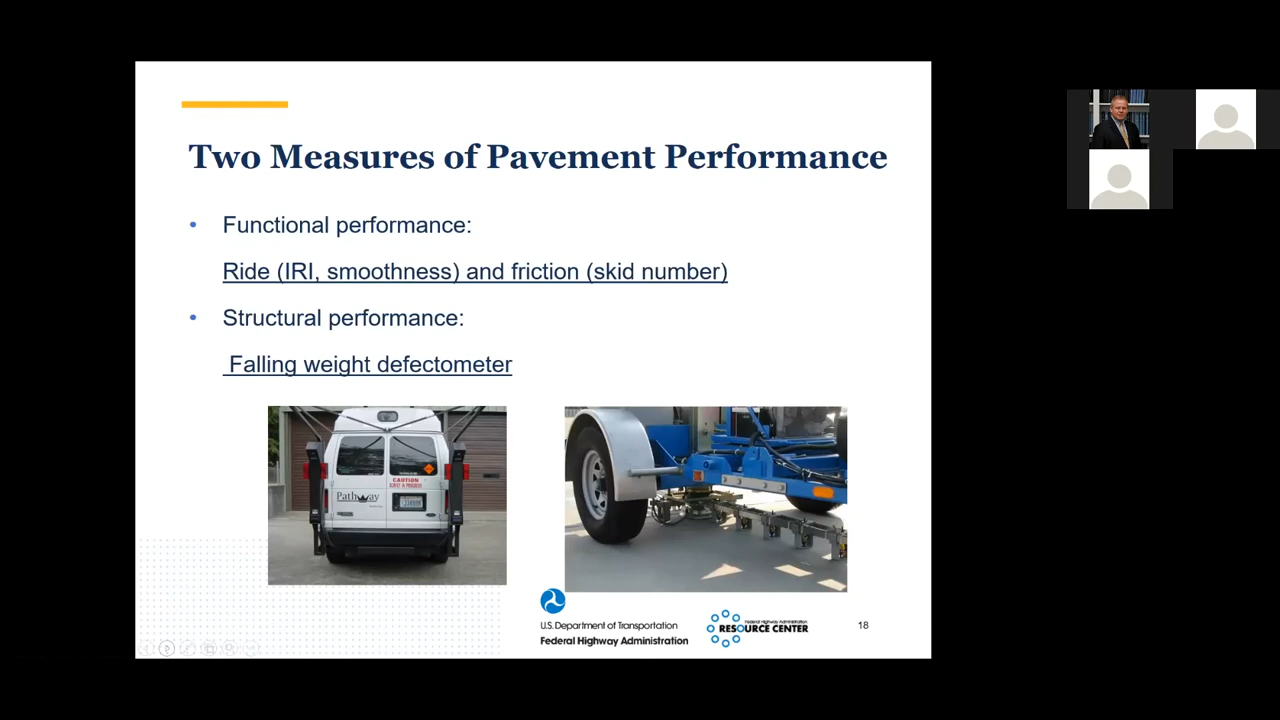 Two Measures of Pavement Performance
• Functional performance:
Ride (IRI, smoothness) and friction (skid number)
• Structural performance:
Falling weight defectometer
CAUTION
Pathway
U.S. Department of Transportation
Federal Highway Administration
Federal Highway Administration
RESOURCE CENTER
18